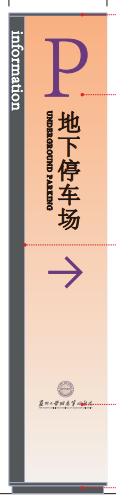 information
P
地下停车场
UNDERGROUND PARKING